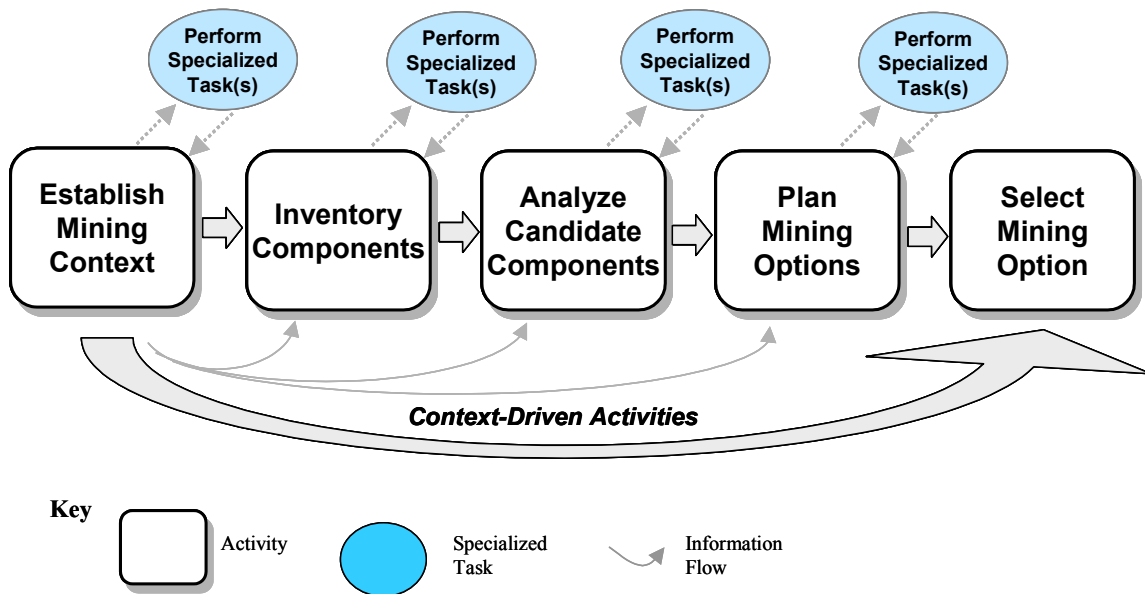 Perform
Specialized
Task(s)
Perform
Specialized
Task(s)
Perform
Specialized
Task(s)
Perform
Specialized
Task(s)
Establish
Mining
Context
Inventory
Components
Analyze
Candidate
Components
Plan
Mining
Options
Select
Mining
Option
Context-Driven Activities
Key
Activity
Specialized
Task
Information
Flow